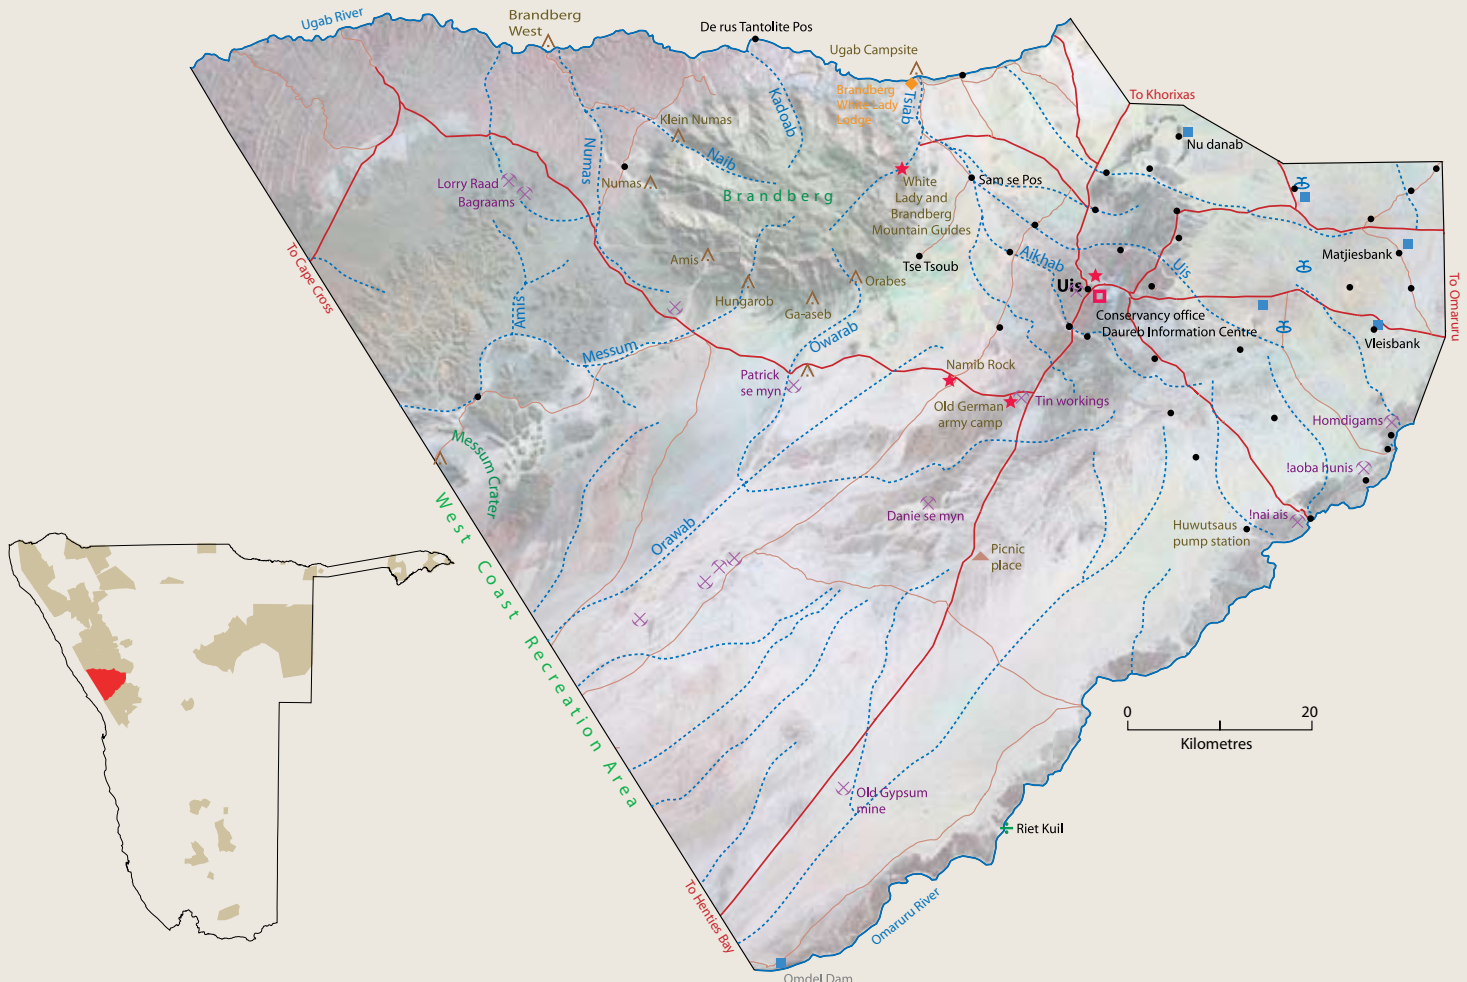 Ugab River
Brandberg
West
De rus Tantolite Pos
Ugab Campsite
Brandberg
White Lady
Lodge
Tsiab
To Khorixas
Kadoab
Klein Numas
Naib
Numas
Numas
Nu danab
Lorry Raad
Bagraams
Brandberg
White
Lady and
Brandberg
Mountain Guides
Sam se Pos
Tse Tsoub
Aikhab
Uis
Matjiesbank
To Cape Cross
Amis
Hungarob
Orabes
Ga-aseb
Uis
To Omaruru
Amis
Conservancy office
Daureb Information Centre
Vleisbank
Messum
Owarab
Patrick
se myn
Namib Rock
Old German
army camp
Tin workings
Homdigams
Messum Crater
!aoba hunis
West Coast Recreation Area
Danie se myn
!nai ais
Huwutsaus
pump station
Orawab
Picnic
place
0 20
Kilometres
Old Gypsum
mine
Riet Kuil
To Henties Bay
Omaruru River
Omdel Dam